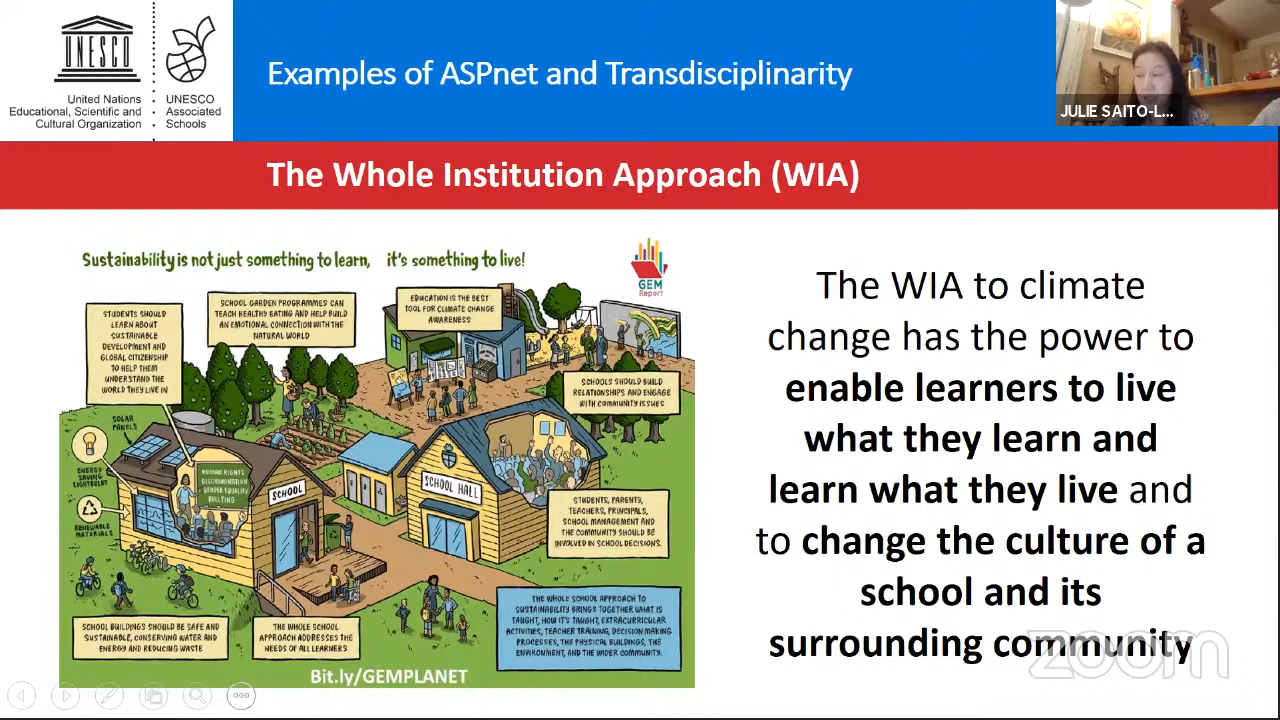 UNESCO
United Nations
Educational, Scientific and
Cultural Organization
UNESCO
Associated
Schools
Examples of ASPnet and Transdisciplinarity
JULIE SAITO-L...
The Whole Institution Approach (WIA)
Sustainability is not just something to learn, it's something to live!
GEM
Report
STUDENTS SHOULD
LEARN ABOUT
SUSTAINABLE
DEVELOPMENT AND
GLOBAL CITIZENSHIP
TO HELP THEM
UNDERSTAND THE
WORLD THEY LIVE IN
SCHOOL GARDEN PROGRAMMES CAN
TEACH HEALTHY EATING AND HELP BUILD
AN EMOTIONAL CONNECTION WITH THE
NATURAL WORLD
EDUCATION IS THE BEST
TOOL FOR CLIMATE CHANGE
AWARENESS
SCHOOLS SHOULD BUILD
RELATIONSHIPS AND ENGAGE
WITH COMMUNITY ISSUES
SOLAR
PANELS
ENERGY
SAVING
LIGHTBULBS
RENEWABLE
MATERIALS
HUMAN RIGHTS
DISCRIMINATION
GENDER EQUALITY
BULLYING
SCHOOL
SCHOOL HALL
STUDENTS, PARENTS,
TEACHERS, PRINCIPALS,
SCHOOL MANAGEMENT AND
THE COMMUNITY SHOULD BE
INVOLVED IN SCHOOL DECISIONS.
SCHOOL BUILDINGS SHOULD BE SAFE AND
SUSTAINABLE, CONSERVING WATER AND
ENERGY AND REDUCING WASTE
THE WHOLE SCHOOL
APPROACH ADDRESSES THE
NEEDS OF ALL LEARNERS
THE WHOLE SCHOOL APPROACH TO
SUSTAINABILITY BRINGS TOGETHER WHAT IS
TAUGHT, HOW IT'S TAUGHT, EXTRACURRICULAR
ACTIVITIES, TEACHER TRAINING, DECISION MAKING
PROCESSES, THE PHYSICAL BUILDINGS, THE
ENVIRONMENT, AND THE WIDER COMMUNITY.
Bit.ly/GEMPLANET
The WIA to climate
change has the power to
enable learners to live
what they learn and
learn what they live and
to change the culture of a
school and its
surrounding community
zoom